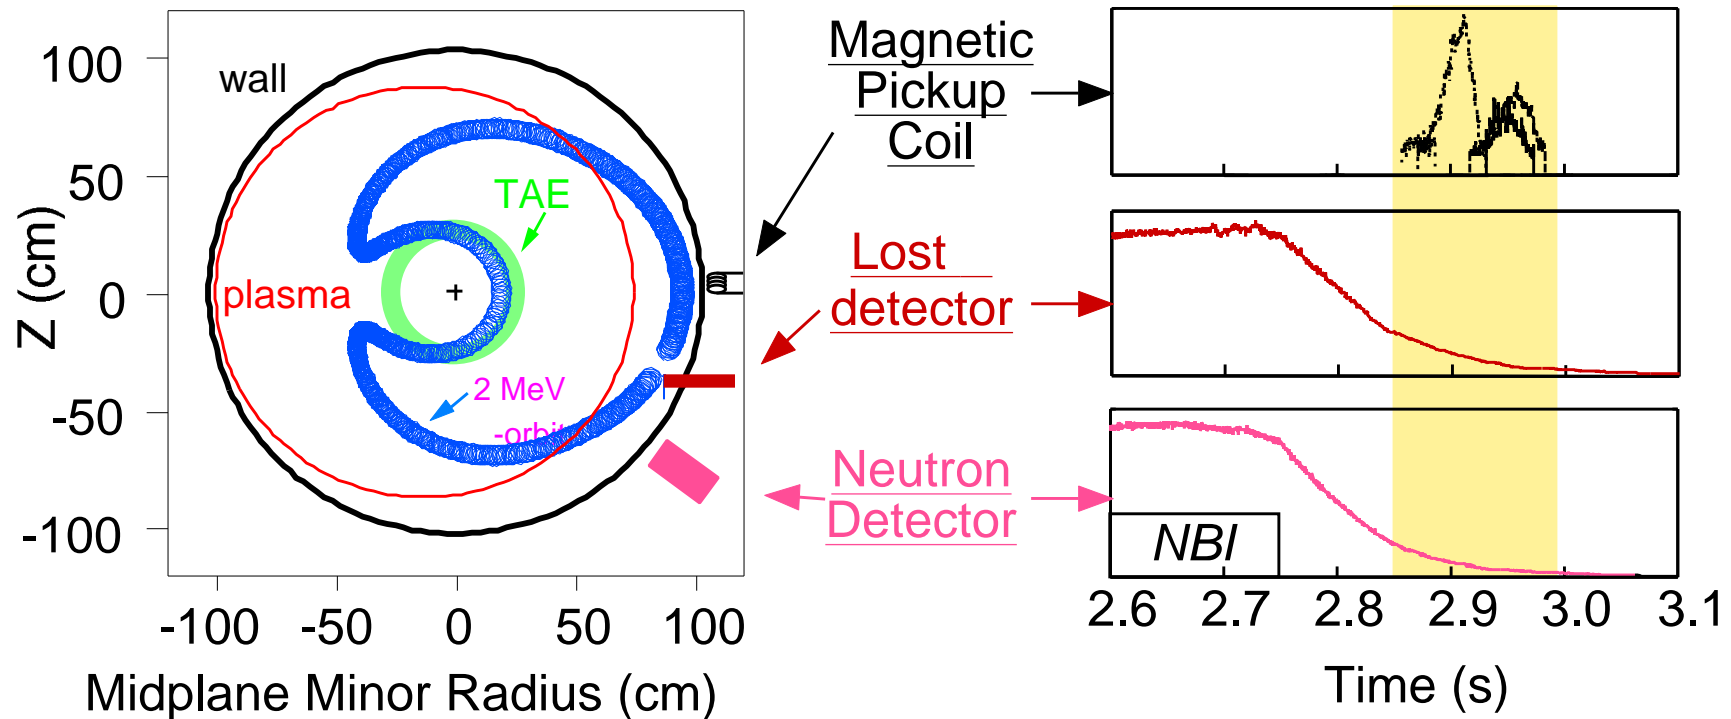 100
50
0
-50
-100
Z (cm)
wall
TAE
plasma
2 MeV
-orbit
-100 -50 0 50 100
Midplane Minor Radius (cm)
Magnetic
Pickup
Coil
Lost
detector
Neutron
Detector
NBI
2.6 2.7 2.8 2.9 3.0 3.1
Time (s)